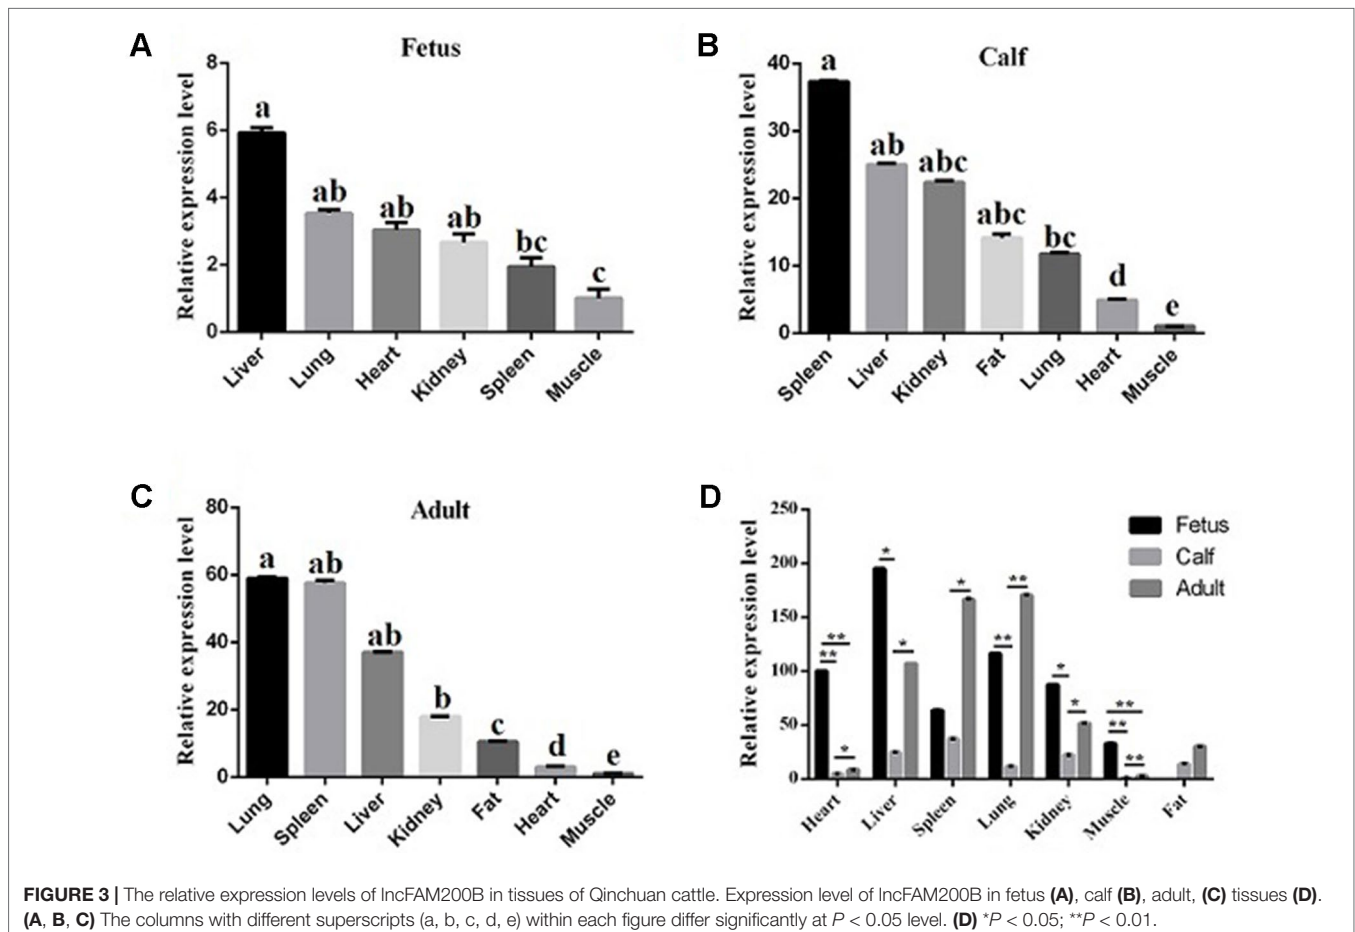 A
Fetus
Relative expression level
8
6
4
2
0
a
ab
ab
ab
bc
c
Liver
Lung
Heart
Kidney
Spleen
Muscle
B
Calf
Relative expression level
40
30
20
10
0
a
ab
abc
abc
bc
d
e
Spleen
Liver
Kidney
Fat
Lung
Heart
Muscle
C
Adult
Relative expression level
80
60
40
20
0
a
ab
ab
b
c
d
e
Lung
Spleen
Liver
Kidney
Fat
Heart
Muscle
D
Relative expression level
250
200
150
100
50
0
Fetus
Calf
Adult
**
**
*
*
*
*
**
**
*
*
**
**
**
Heart
Liver
Spleen
Lung
Kidney
Muscle
Fat
FIGURE 3 | The relative expression levels of lncFAM200B in tissues of Qinchuan cattle. Expression level of lncFAM200B in fetus (A), calf (B), adult, (C) tissues (D).
(A, B, C) The columns with different superscripts (a, b, c, d, e) within each figure differ significantly at P < 0.05 level. (D) *P < 0.05; **P < 0.01.